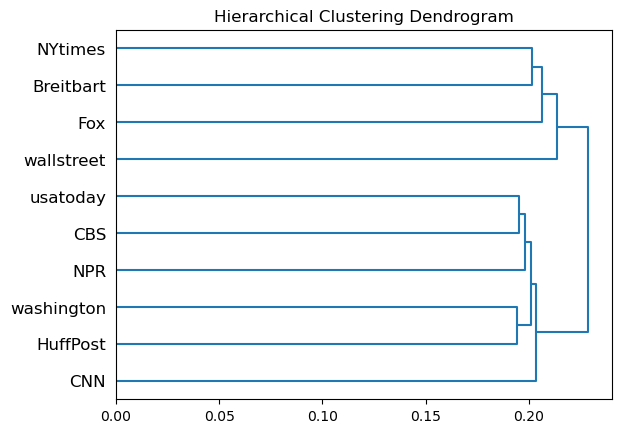 Hierarchical Clustering Dendrogram
NYtimes
Breitbart
Fox
wallstreet
usatoday
CBS
NPR
washington
HuffPost
CNN
0.00 0.05 0.10 0.15 0.20